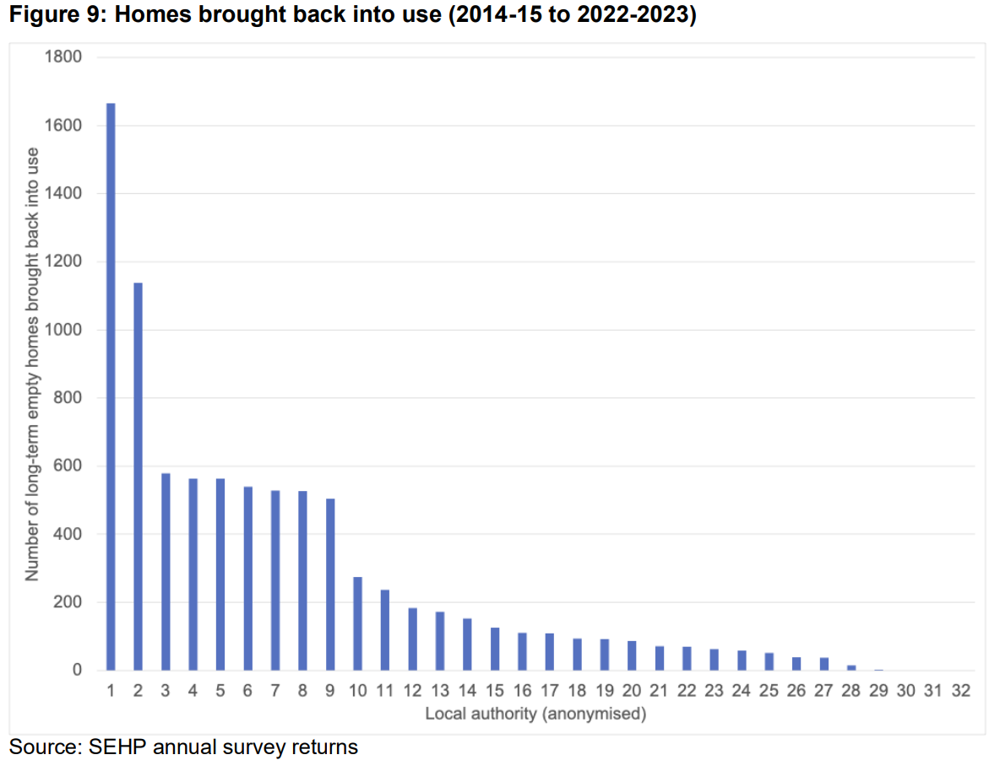 Figure 9: Homes brought back into use (2014-15 to 2022-2023)
1800
1600
1400
1200
1000
800
600
400
200
0
Number of long-term empty homes brought back into use
1 2 3 4 5 6 7 8 9 10 11 12 13 14 15 16 17 18 19 20 21 22 23 24 25 26 27 28 29 30 31 32
Local authority (anonymised)
Source: SEHP annual survey returns